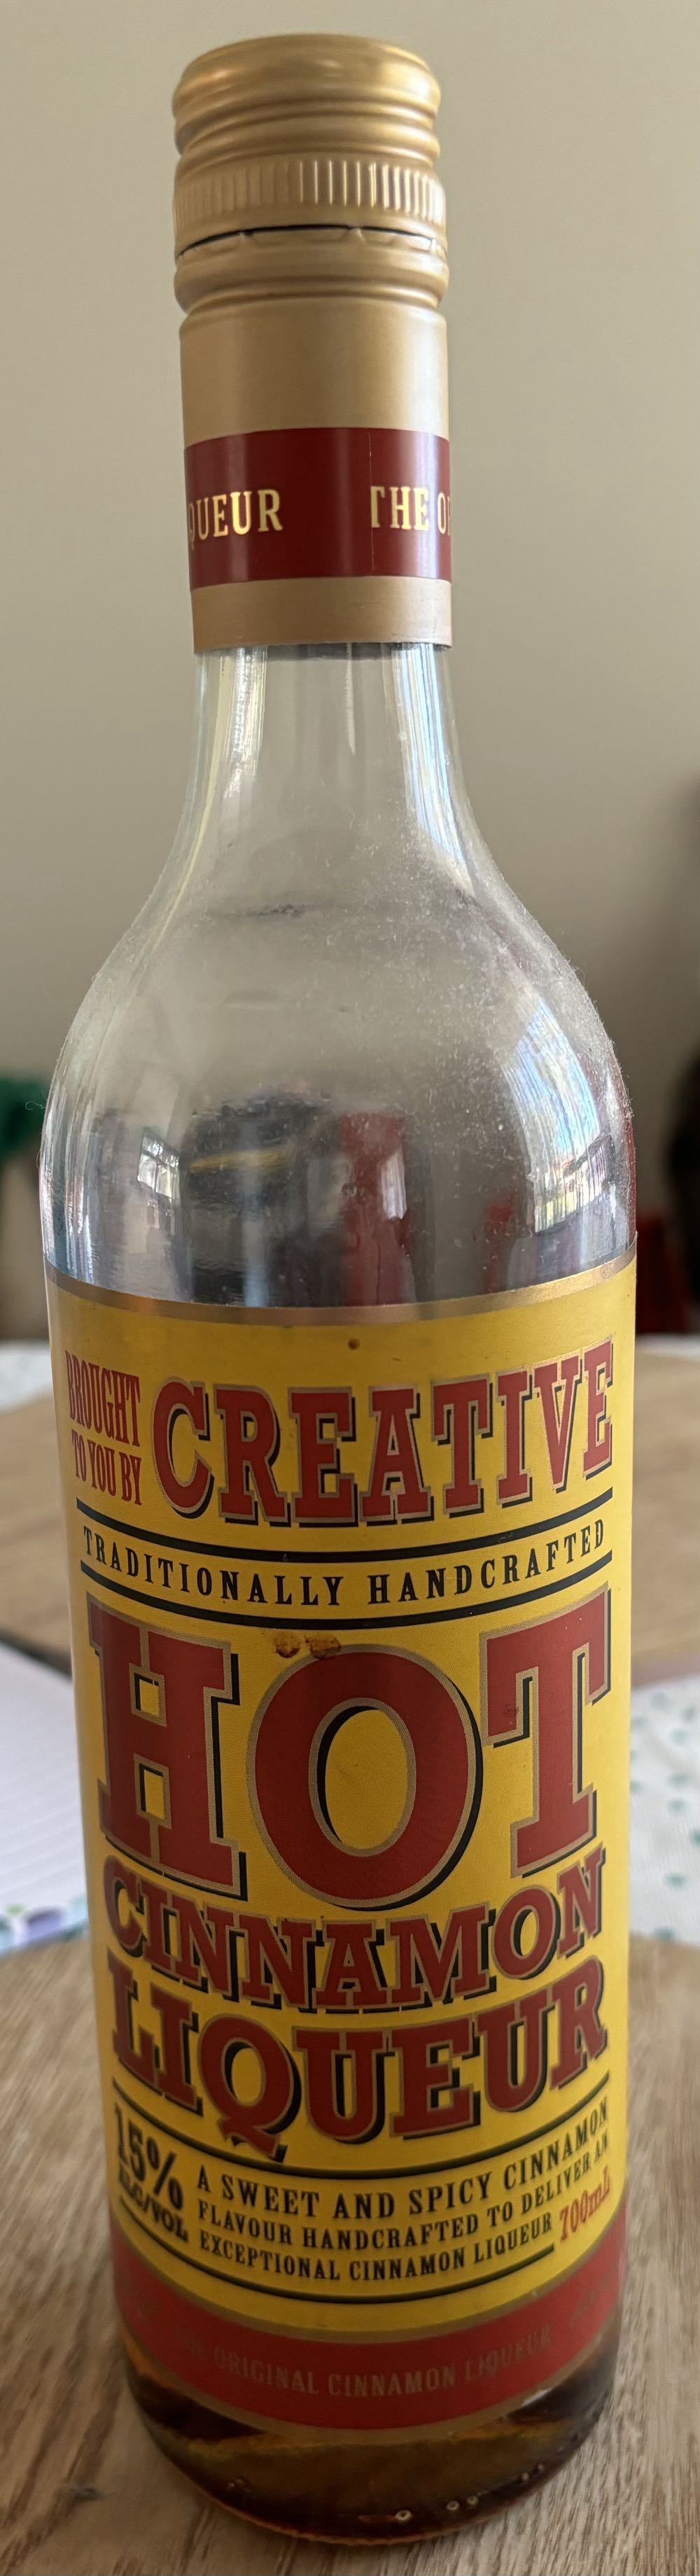 QUEUR THE O
BROUGHT
TO YOU BY
CREATIVE
TRADITIONALLY HANDCRAFTED
HOT
CINNAMON
LIQUEUR
15%
ALC/VOL
A SWEET AND SPICY CINNAMON
FLAVOUR HANDCRAFTED TO DELIVER AN
EXCEPTIONAL CINNAMON LIQUEUR
700mL
ORIGINAL CINNAMON LIQUEUR